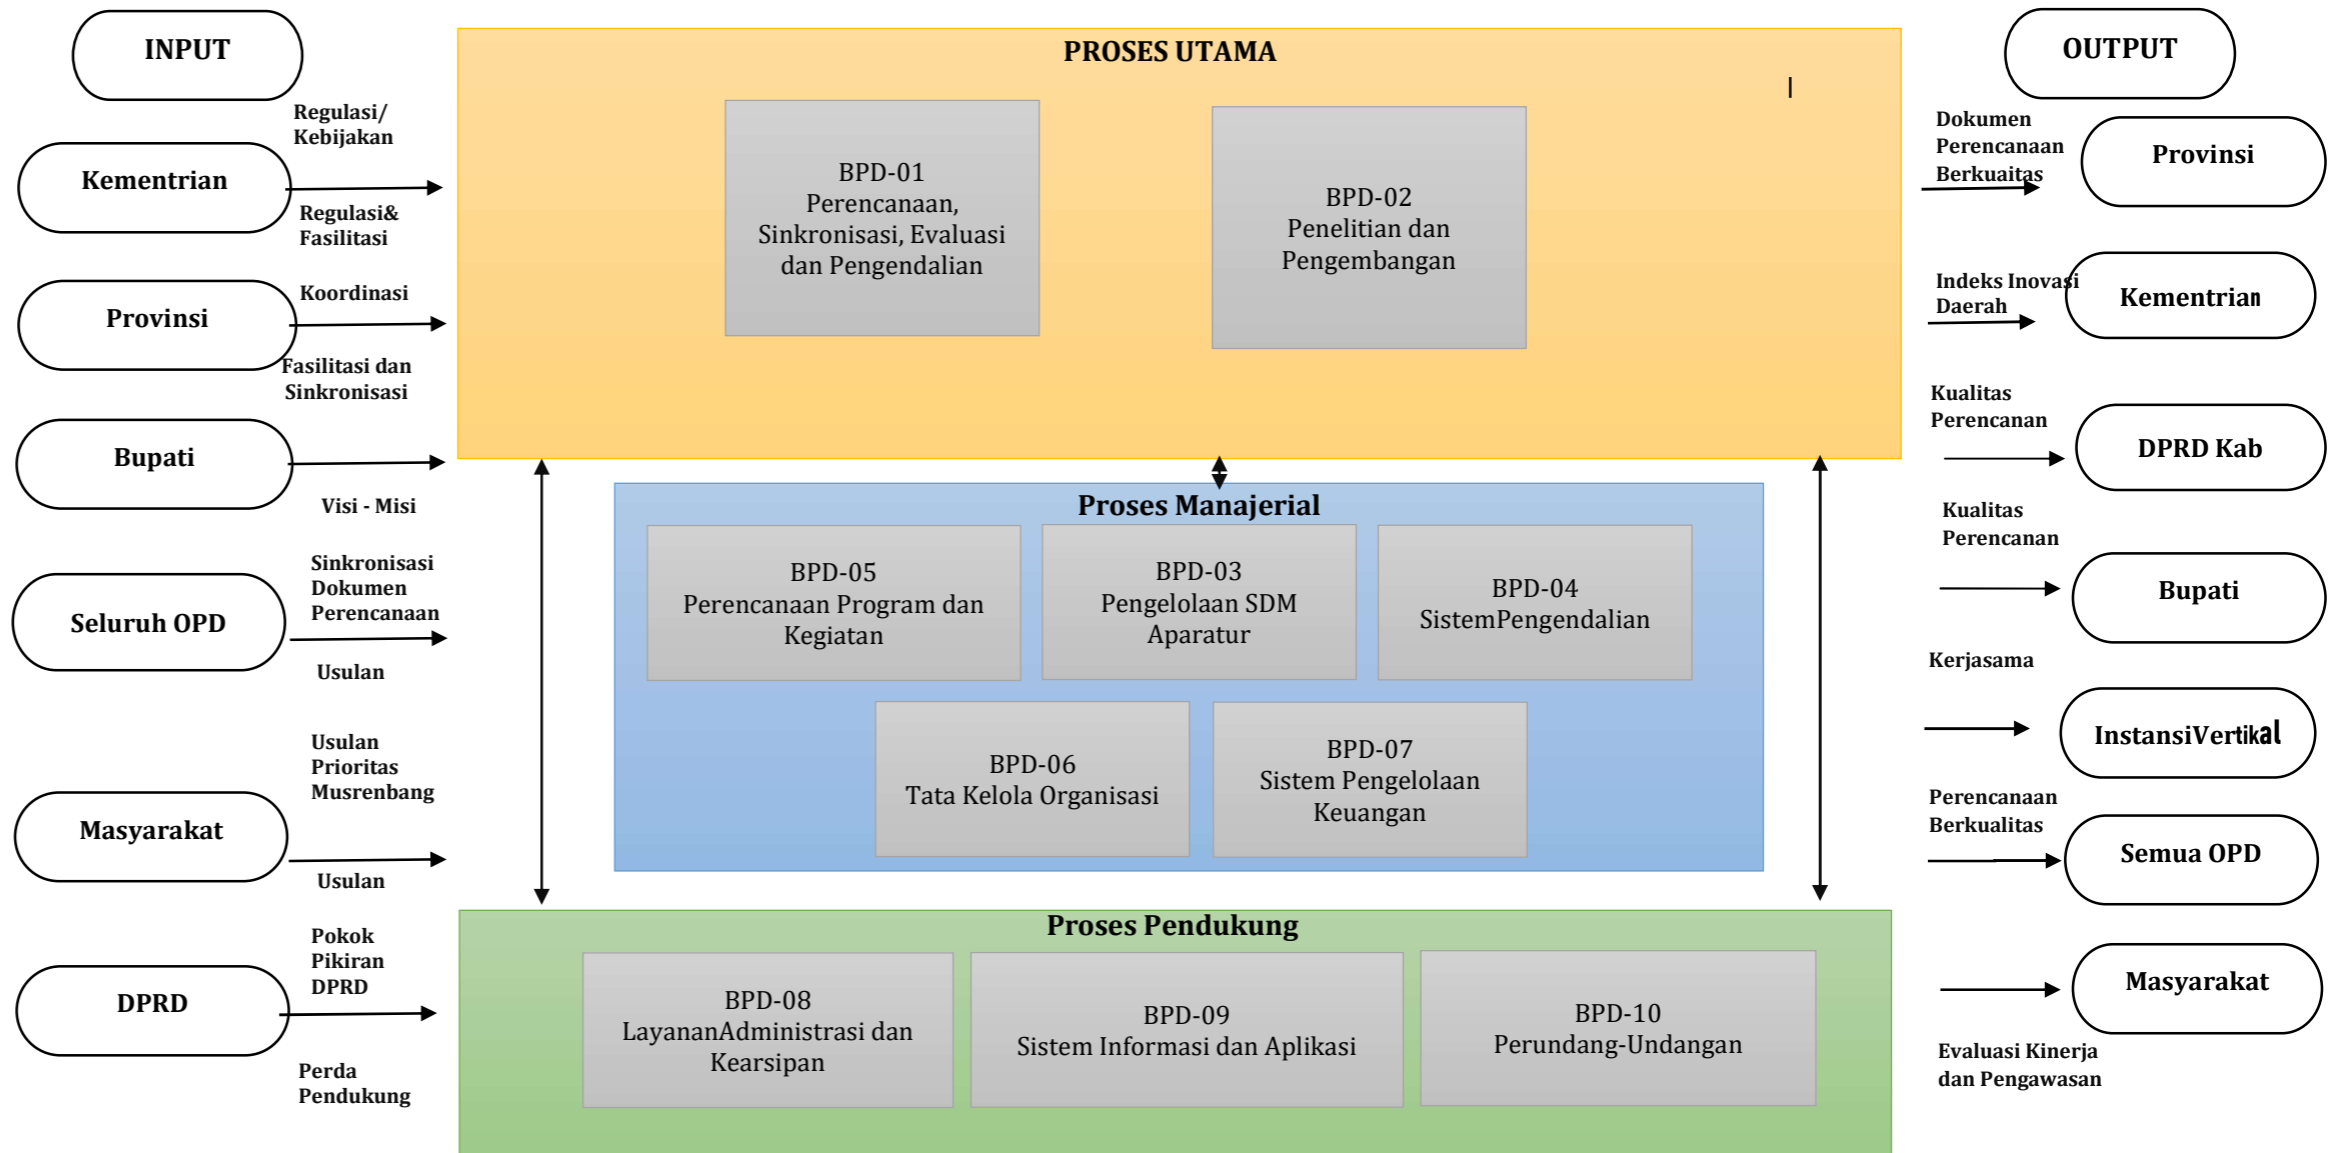 INPUT
Regulasi/
Kebijakan
Kementrian
Regulasi&
Fasilitasi
Koordinasi
Provinsi
Fasilitasi dan
Sinkronisasi
Bupati
Visi - Misi
Sinkronisasi
Dokumen
Perencanaan
Seluruh OPD
Usulan
Usulan
Prioritas
Musrenbang
Masyarakat
Usulan
Pokok
Pikiran
DPRD
DPRD
Perda
Pendukung
PROSES UTAMA
BPD-01
Perencanaan,
Sinkronisasi, Evaluasi
dan Pengendalian
BPD-02
Penelitian dan
Pengembangan
Proses Manajerial
BPD-05
Perencanaan Program dan
Kegiatan
BPD-03
Pengelolaan SDM
Aparatur
BPD-04
SistemPengendalian
BPD-06
Tata Kelola Organisasi
BPD-07
Sistem Pengelolaan
Keuangan
Proses Pendukung
BPD-08
LayananAdministrasi dan
Kearsipan
BPD-09
Sistem Informasi dan Aplikasi
BPD-10
Perundang-Undangan
OUTPUT
Dokumen
Perencanaan
Berkuaitas
Provinsi
Indeks Inovasi
Daerah
Kementrian
Kualitas
Perencanan
DPRD Kab
Kualitas
Perencanan
Bupati
Kerjasama
InstansiVertikal
Perencanaan
Berkualitas
Semua OPD
Masyarakat
Evaluasi Kinerja
dan Pengawasan